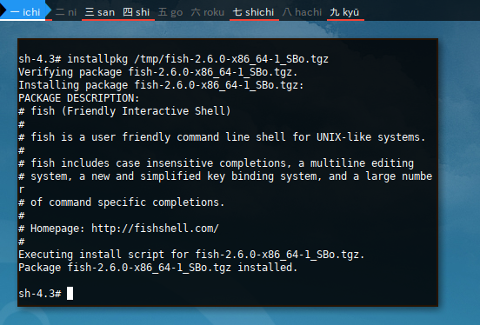 一 ichi 二 ni 三 san 四 shi 五 go 六 roku 七 shichi 八 hachi 九 kyū
sh-4.3# installpkg /tmp/fish-2.6.0-x86_64-1_SBo.tgz
Verifying package fish-2.6.0-x86_64-1_SBo.tgz.
Installing package fish-2.6.0-x86_64-1_SBo.tgz:
PACKAGE DESCRIPTION:
# fish (Friendly Interactive Shell)
#
# fish is a user friendly command line shell for UNIX-like systems.
#
# fish includes case insensitive completions, a multiline editing
# system, a new and simplified key binding system, and a large numbe
r
# of command specific completions.
#
# Homepage: http://fishshell.com/
#
Executing install script for fish-2.6.0-x86_64-1_SBo.tgz.
Package fish-2.6.0-x86_64-1_SBo.tgz installed.
sh-4.3#